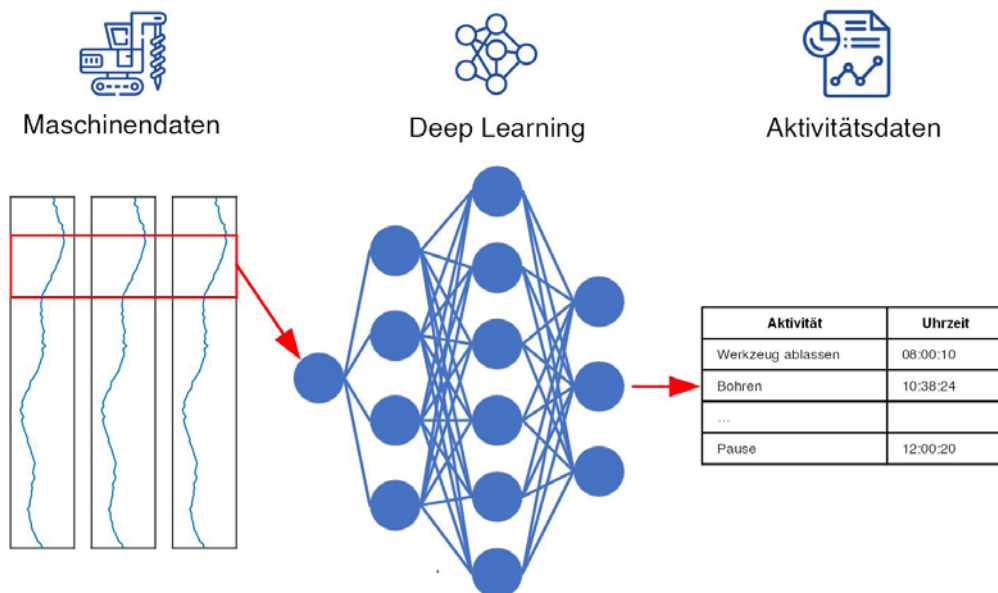 Maschinendaten
Deep Learning
Aktivitätsdaten
Aktivität Uhrzeit
Werkzeug ablassen 08:00:10
Bohren 10:38:24
...
Pause 12:00:20